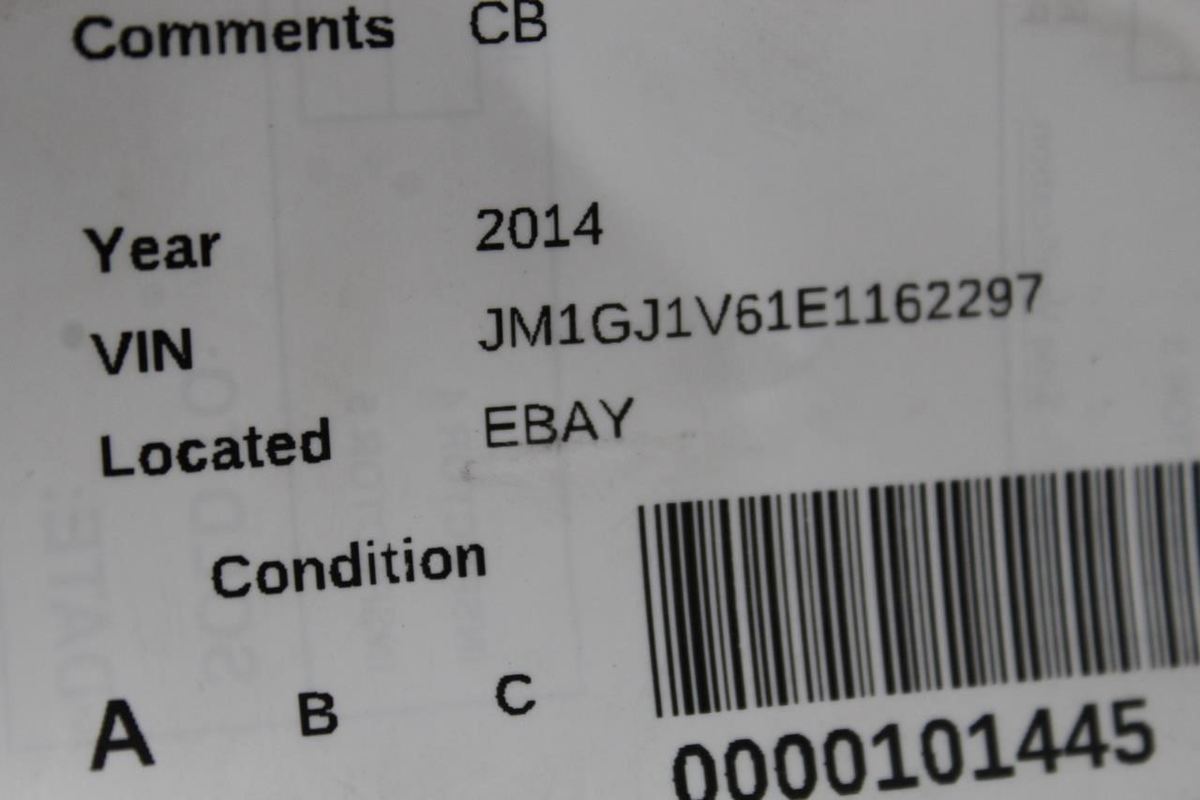 Comments CB
Year 2014
VIN JM1GJ1V61E1162297
Located EBAY
Condition
A B C
0000101445